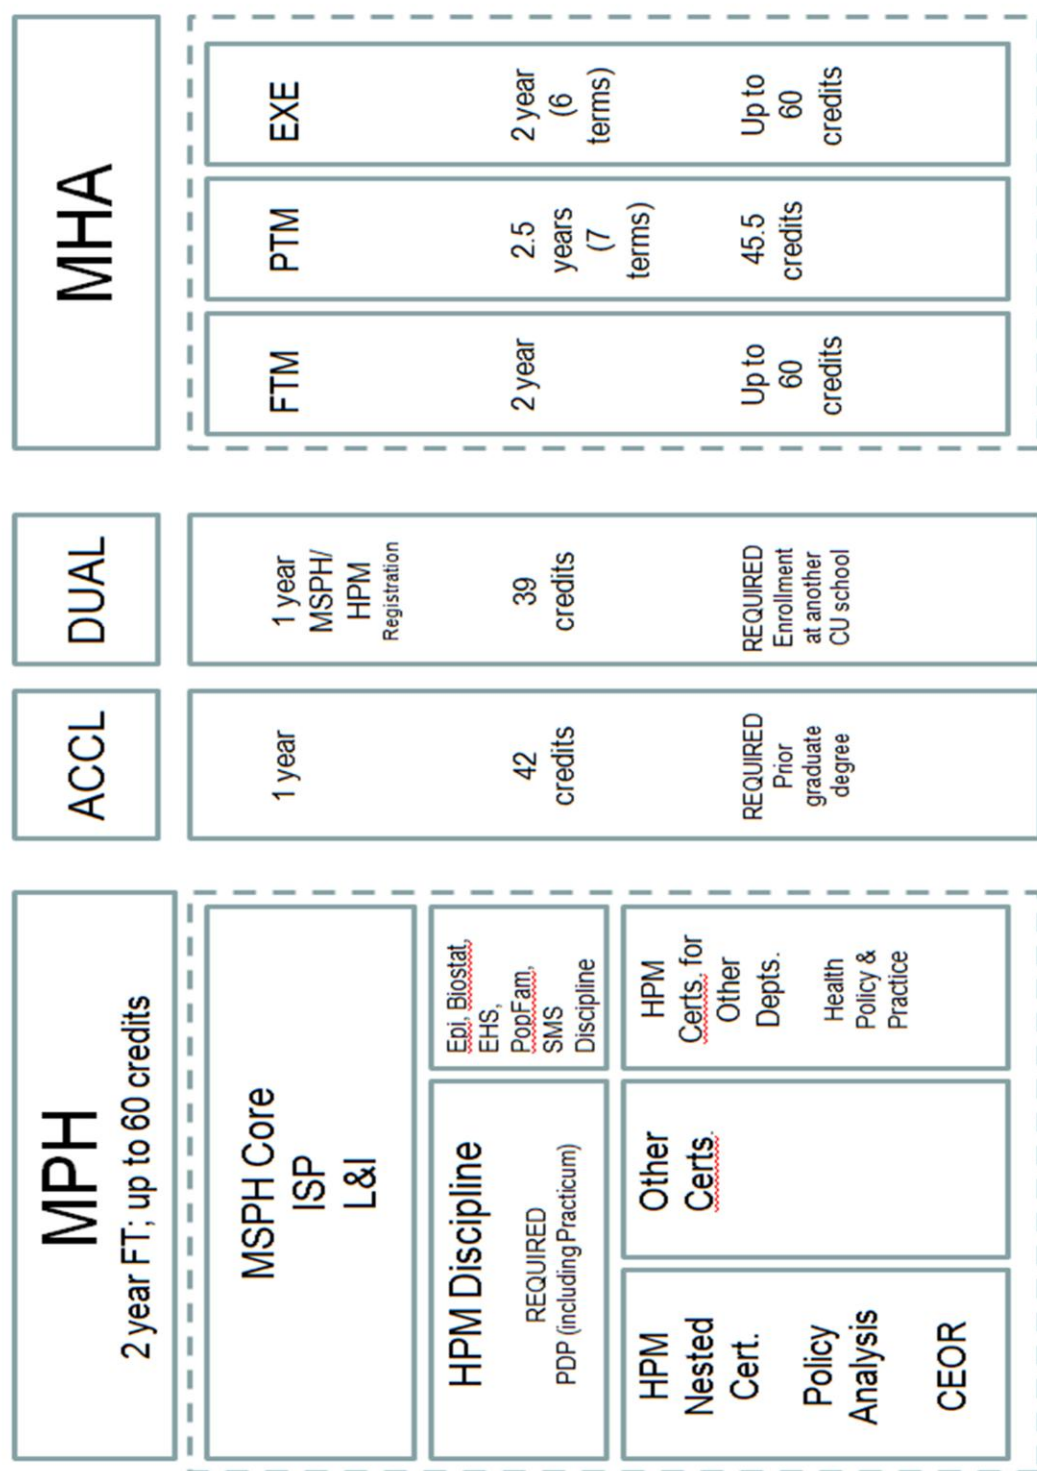 MPH
2 year FT; up to 60 credits
MSPH Core
ISP
L&I
HPM Discipline
REQUIRED
PDP (including Practicum)
Epi, Biostat,
EHS,
PopFam,
SMS
Discipline
HPM
Nested
Cert.
Policy
Analysis
CEOR
Other
Certs.
HPM
Certs. for
Other
Depts.
Health
Policy &
Practice
ACCL
1 year
42
credits
REQUIRED
Prior
graduate
degree
DUAL
1 year
MSPH/
HPM
Registration
39
credits
REQUIRED
Enrollment
at another
CU school
MHA
FTM
2 year
Up to
60
credits
PTM
2.5
years
(7
terms)
45.5
credits
EXE
2 year
(6
terms)
Up to
60
credits